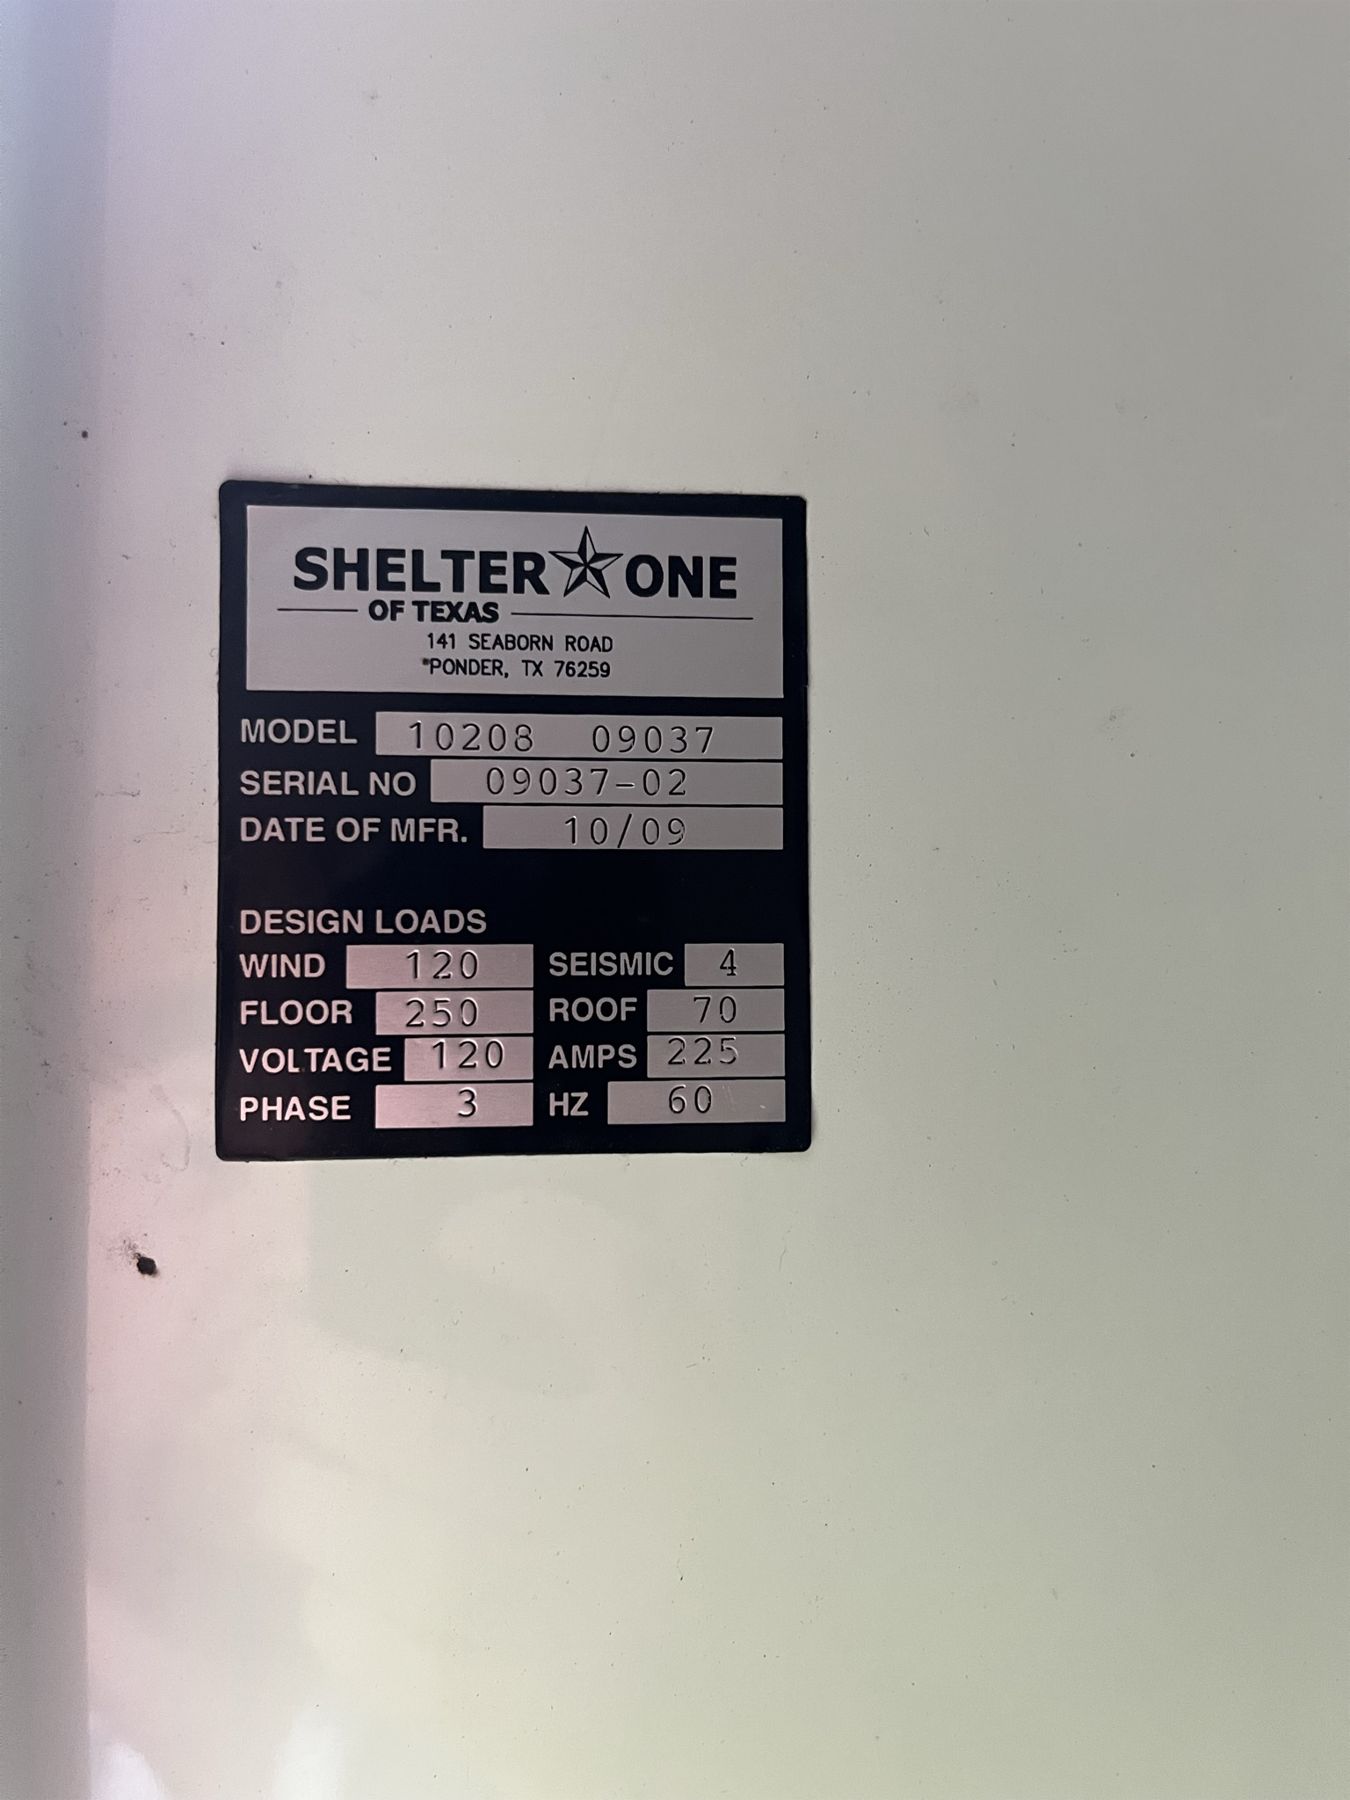 SHELTER ONE
OF TEXAS
141 SEABORN ROAD
PONDER, TX 76259
MODEL 10208 09037
SERIAL NO 09037-02
DATE OF MFR. 10/09
DESIGN LOADS
WIND 120 SEISMIC 4
FLOOR 250 ROOF 70
VOLTAGE 120 AMPS 225
PHASE 3 HZ 60